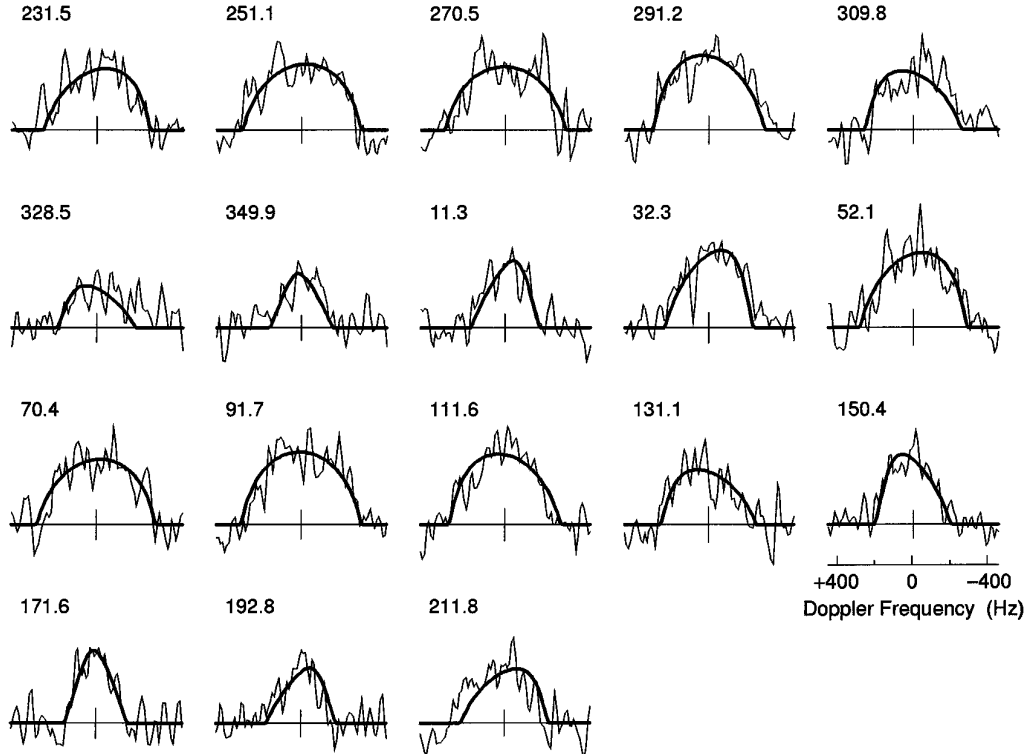 231.5 251.1 270.5 291.2 309.8
328.5 349.9 11.3 32.3 52.1
70.4 91.7 111.6 131.1 150.4
+400 0 −400
Doppler Frequency (Hz)
171.6 192.8 211.8